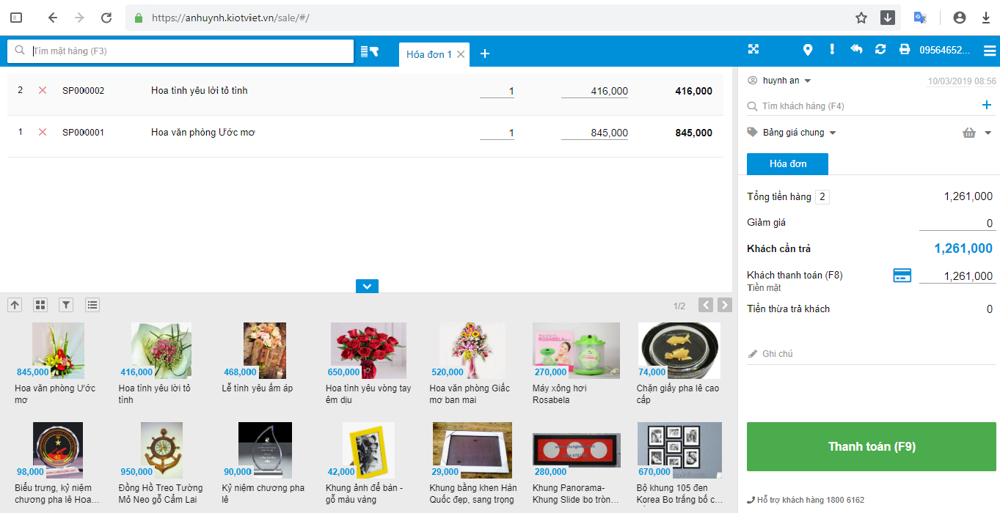 https://anhuynh.kiotviet.vn/sale/#/
Tìm mặt hàng (F3)
Hóa đơn 1
09564652...
2 SP000002 Hoa tình yêu lời tỏ tình 1 416,000 416,000
1 SP000001 Hoa văn phòng Ước mơ 1 845,000 845,000
huynh an 10/03/2019 08:56
Tìm khách hàng (F4)
Bảng giá chung
Hóa đơn
Tổng tiền hàng 2 1,261,000
Giảm giá 0
Khách cần trả 1,261,000
Khách thanh toán (F8) 1,261,000
Tiền mặt
Tiền thừa trả khách 0
Ghi chú
Thanh toán (F9)
Hỗ trợ khách hàng 1800 6162
1/2
845,000
Hoa văn phòng Ước
mơ
416,000
Hoa tình yêu lời tỏ
tình
468,000
Lễ tình yêu ấm áp
650,000
Hoa tình yêu vòng tay
êm dịu
520,000
Hoa văn phòng Giấc
mơ ban mai
ROSABELA
270,000
Máy xông hơi
Rosabela
74,000
Chặn giấy pha lê cao
cấp
98,000
Biểu trưng, kỷ niệm
chương pha lê Hoa...
950,000
Đồng Hồ Treo Tường
Mỏ Neo gỗ Cẩm Lai
90,000
Kỷ niệm chương pha
lê
42,000
Khung ảnh để bàn -
gỗ màu vàng
29,000
Khung bằng khen Hàn
Quốc đẹp, sang trọng
280,000
Khung Panorama-
Khung Slide bo tròn...
670,000
Bộ khung 105 đen
Korea Bo trắng bố c...